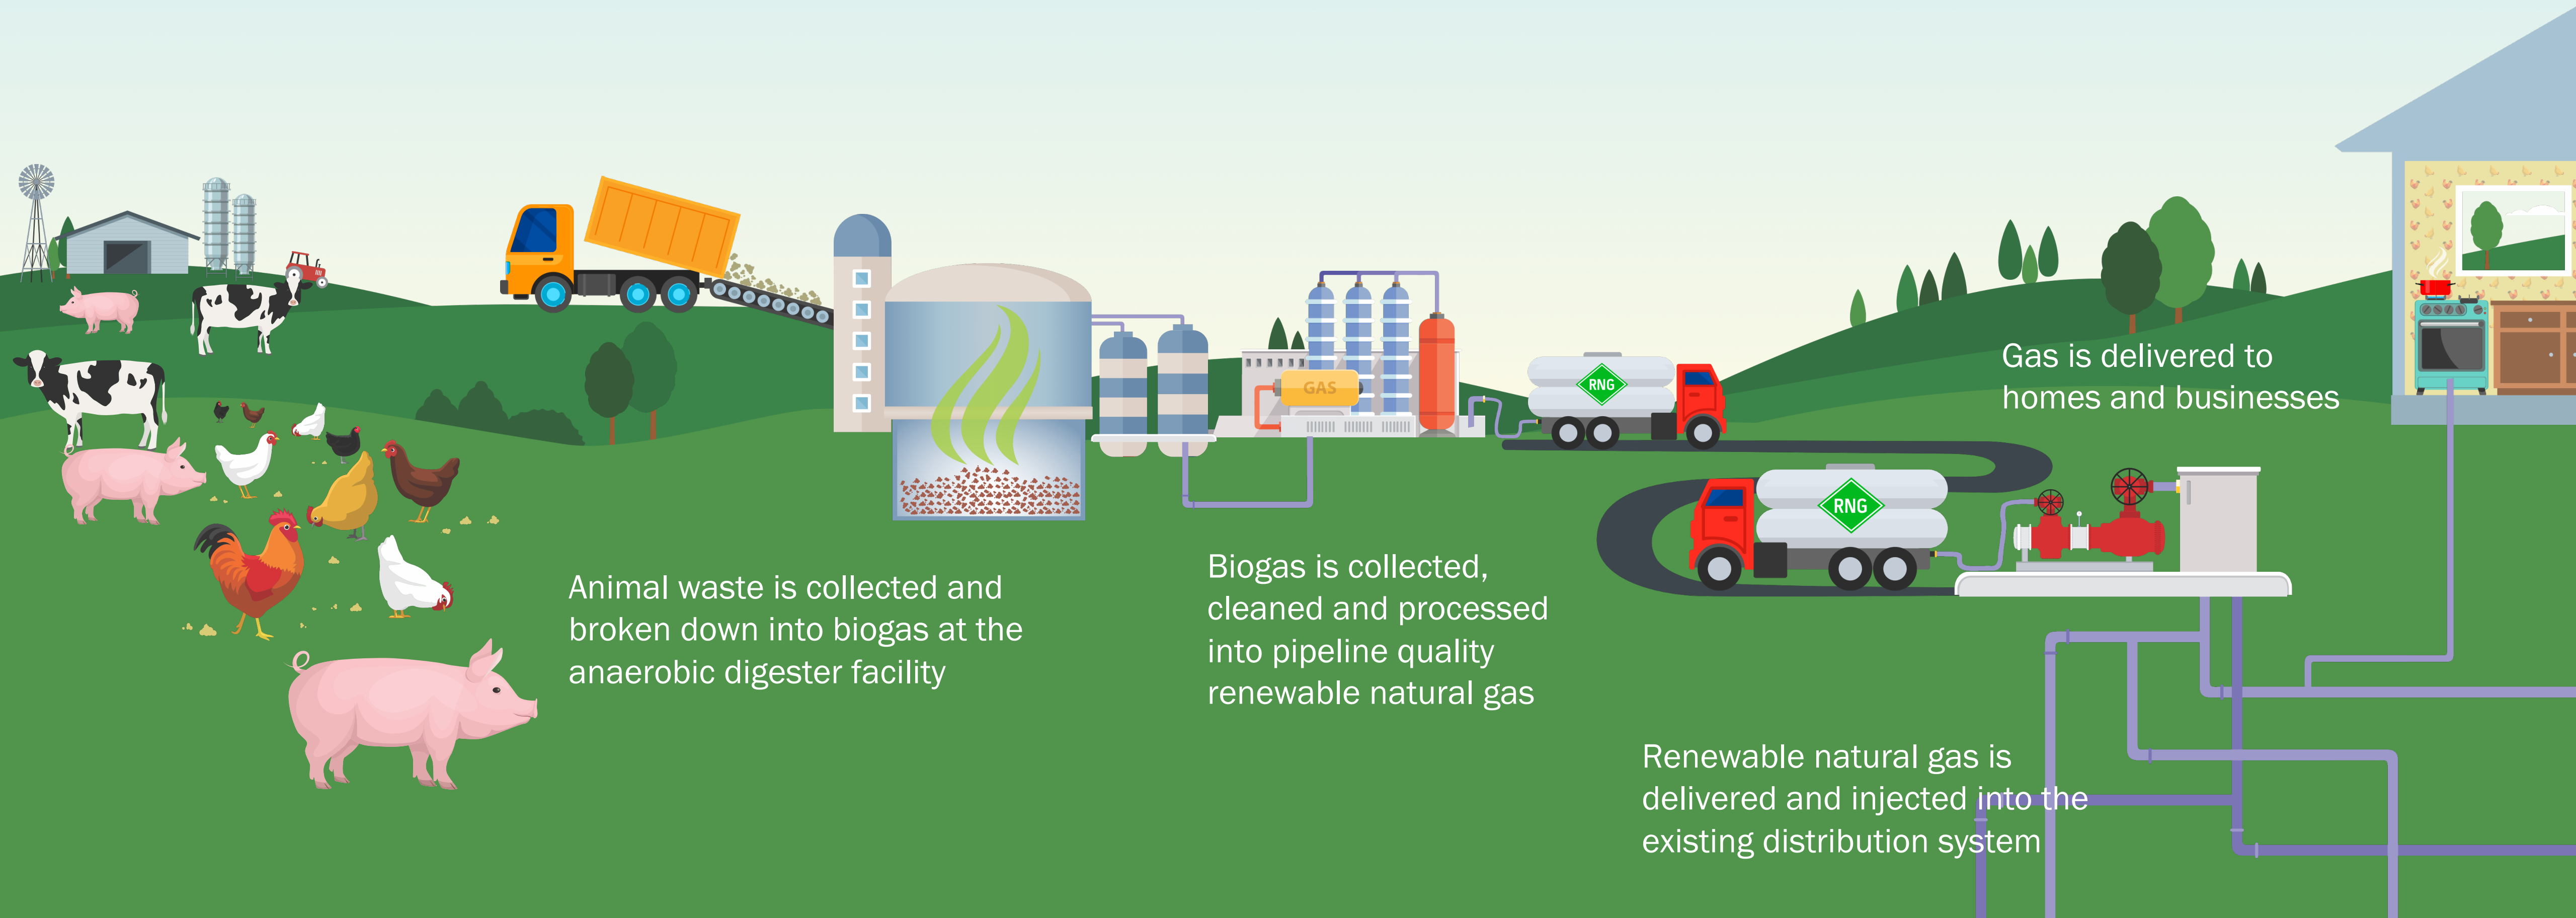 Animal waste is collected and
broken down into biogas at the
anaerobic digester facility
GAS
Biogas is collected,
cleaned and processed
into pipeline quality
renewable natural gas
RNG
RNG
Renewable natural gas is
delivered and injected into the
existing distribution system
Gas is delivered to
homes and businesses